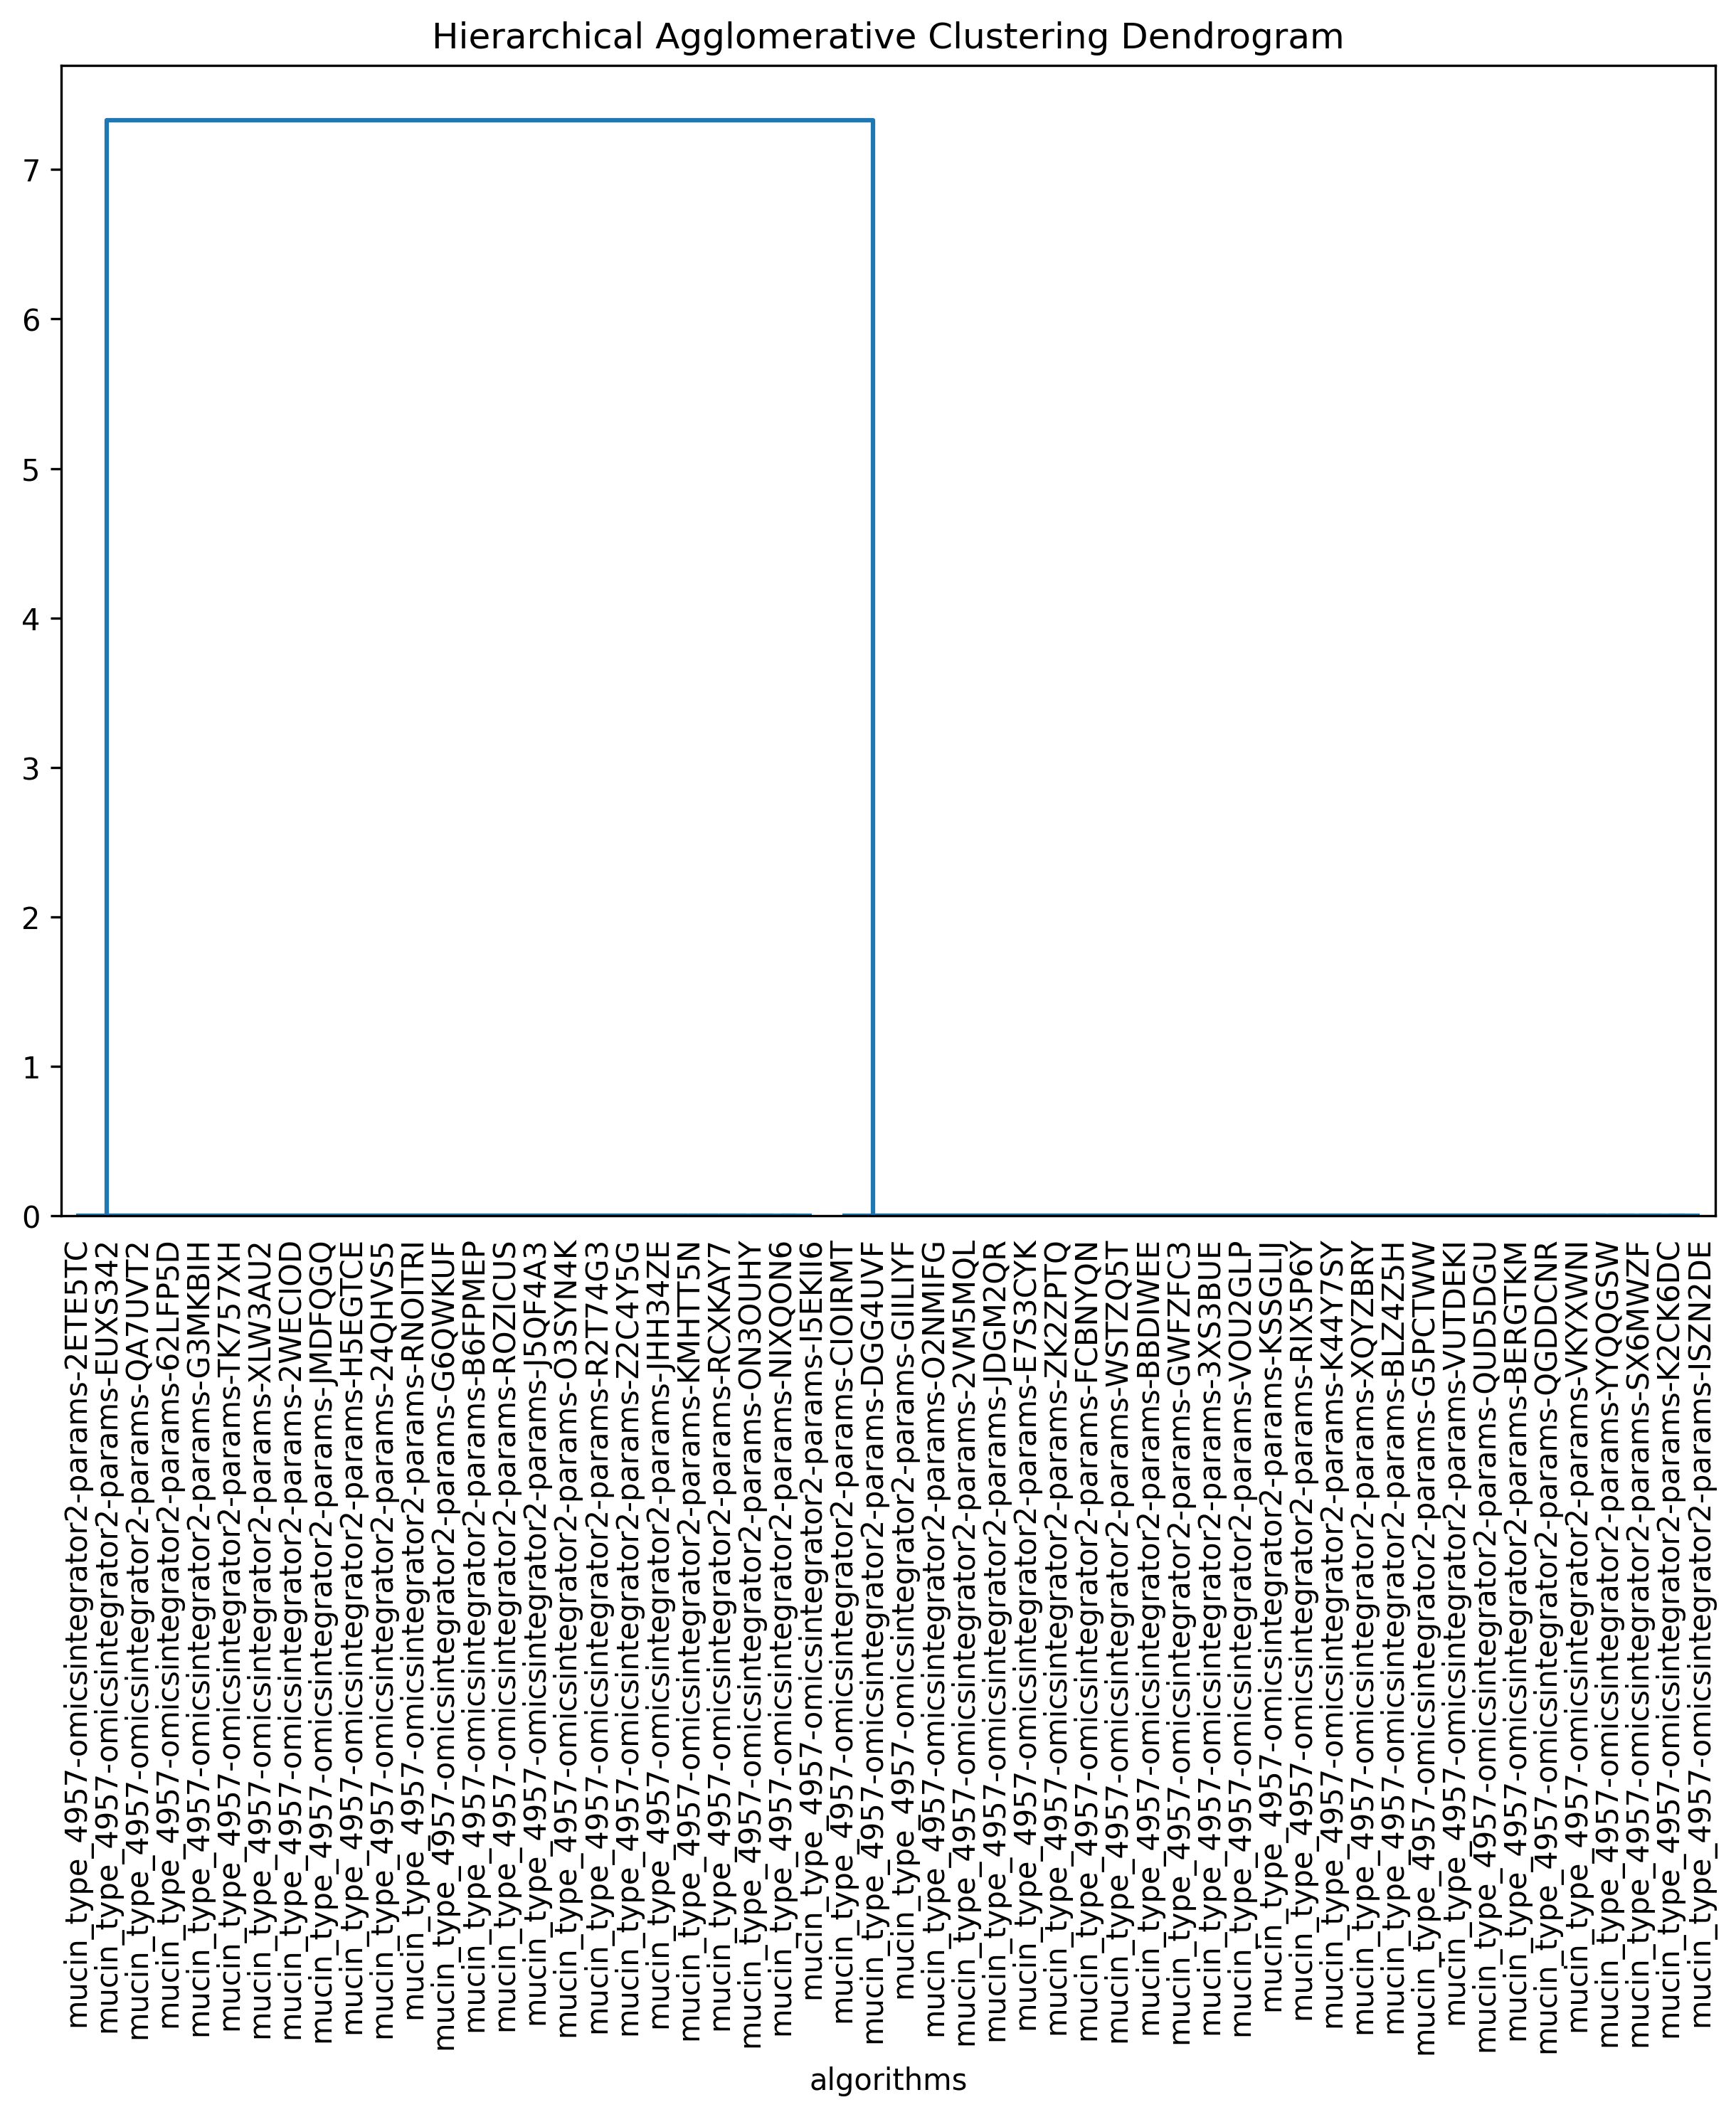 Hierarchical Agglomerative Clustering Dendrogram
7
6
5
4
3
2
1
0
mucin_type_4957-omicsintegrator2-params-2ETE5TC
mucin_type_4957-omicsintegrator2-params-EUXS342
mucin_type_4957-omicsintegrator2-params-QA7UVT2
mucin_type_4957-omicsintegrator2-params-62LFP5D
mucin_type_4957-omicsintegrator2-params-G3MKBIH
mucin_type_4957-omicsintegrator2-params-TK757XH
mucin_type_4957-omicsintegrator2-params-XLW3AU2
mucin_type_4957-omicsintegrator2-params-2WECIOD
mucin_type_4957-omicsintegrator2-params-JMDFQGQ
mucin_type_4957-omicsintegrator2-params-H5EGTCE
mucin_type_4957-omicsintegrator2-params-24QHVS5
mucin_type_4957-omicsintegrator2-params-RNOITRI
mucin_type_4957-omicsintegrator2-params-G6QWKUF
mucin_type_4957-omicsintegrator2-params-B6FPMEP
mucin_type_4957-omicsintegrator2-params-ROZICUS
mucin_type_4957-omicsintegrator2-params-J5QF4A3
mucin_type_4957-omicsintegrator2-params-O3SYN4K
mucin_type_4957-omicsintegrator2-params-R2T74G3
mucin_type_4957-omicsintegrator2-params-Z2C4Y5G
mucin_type_4957-omicsintegrator2-params-JHH34ZE
mucin_type_4957-omicsintegrator2-params-KMHTT5N
mucin_type_4957-omicsintegrator2-params-RCXKAY7
mucin_type_4957-omicsintegrator2-params-ON3OUHY
mucin_type_4957-omicsintegrator2-params-NIXQON6
mucin_type_4957-omicsintegrator2-params-I5EKII6
mucin_type_4957-omicsintegrator2-params-CIOIRMT
mucin_type_4957-omicsintegrator2-params-DGG4UVF
mucin_type_4957-omicsintegrator2-params-GIILIYF
mucin_type_4957-omicsintegrator2-params-O2NMIFG
mucin_type_4957-omicsintegrator2-params-2VM5MQL
mucin_type_4957-omicsintegrator2-params-JDGM2QR
mucin_type_4957-omicsintegrator2-params-E7S3CYK
mucin_type_4957-omicsintegrator2-params-ZK2ZPTQ
mucin_type_4957-omicsintegrator2-params-FCBNYQN
mucin_type_4957-omicsintegrator2-params-WSTZQ5T
mucin_type_4957-omicsintegrator2-params-BBDIWEE
mucin_type_4957-omicsintegrator2-params-GWFZFC3
mucin_type_4957-omicsintegrator2-params-3XS3BUE
mucin_type_4957-omicsintegrator2-params-VOU2GLP
mucin_type_4957-omicsintegrator2-params-KSSGLIJ
mucin_type_4957-omicsintegrator2-params-RIX5P6Y
mucin_type_4957-omicsintegrator2-params-K44Y7SY
mucin_type_4957-omicsintegrator2-params-XQYZBRY
mucin_type_4957-omicsintegrator2-params-BLZ4Z5H
mucin_type_4957-omicsintegrator2-params-G5PCTWW
mucin_type_4957-omicsintegrator2-params-VUTDEKI
mucin_type_4957-omicsintegrator2-params-QUD5DGU
mucin_type_4957-omicsintegrator2-params-BERGTKM
mucin_type_4957-omicsintegrator2-params-QGDDCNR
mucin_type_4957-omicsintegrator2-params-VKYXWNI
mucin_type_4957-omicsintegrator2-params-YYQQGSW
mucin_type_4957-omicsintegrator2-params-SX6MWZF
mucin_type_4957-omicsintegrator2-params-K2CK6DC
mucin_type_4957-omicsintegrator2-params-ISZN2DE
algorithms